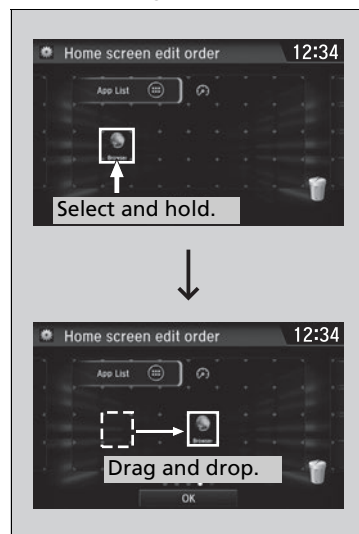 Home screen edit order 12:34
App List
Browser
Select and hold.
Home screen edit order 12:34
App List
Browser
Drag and drop.
OK